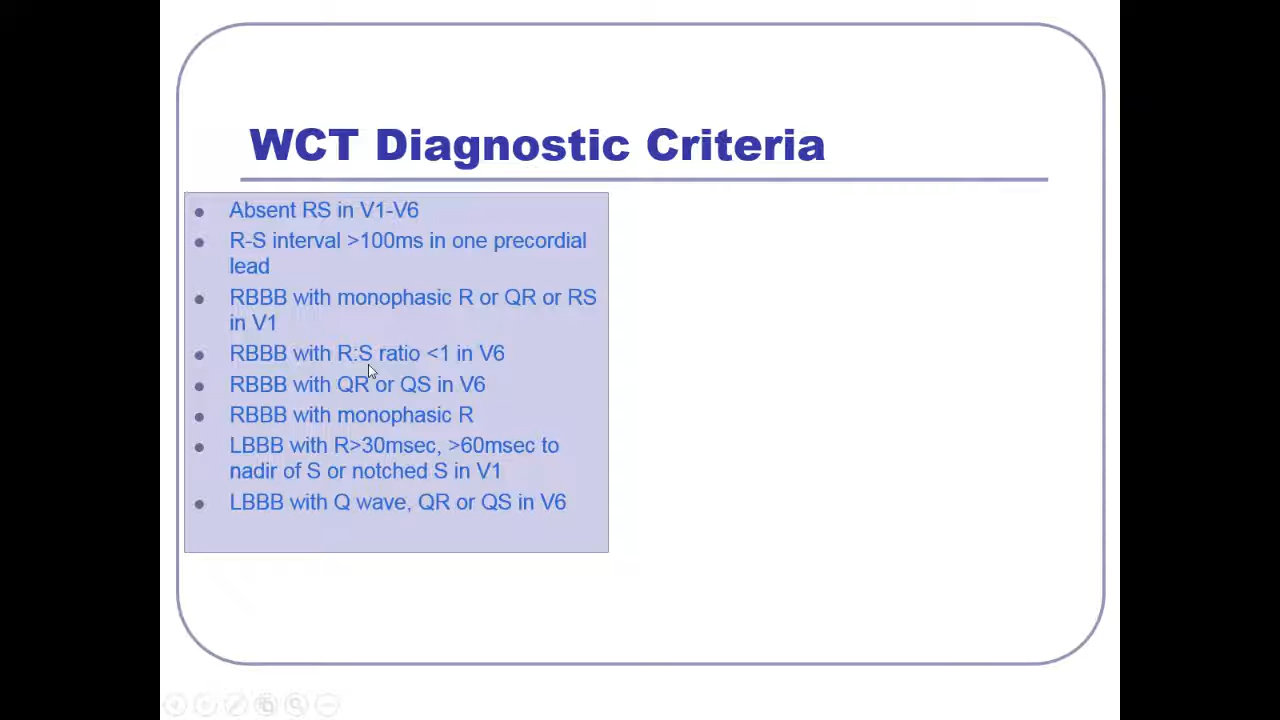 WCT Diagnostic Criteria
Absent RS in V1-V6
R-S interval >100ms in one precordial
lead
RBBB with monophasic R or QR or RS
in V1
RBBB with R:S ratio <1 in V6
RBBB with QR or QS in V6
RBBB with monophasic R
LBBB with R>30msec, >60msec to
nadir of S or notched S in V1
LBBB with Q wave, QR or QS in V6